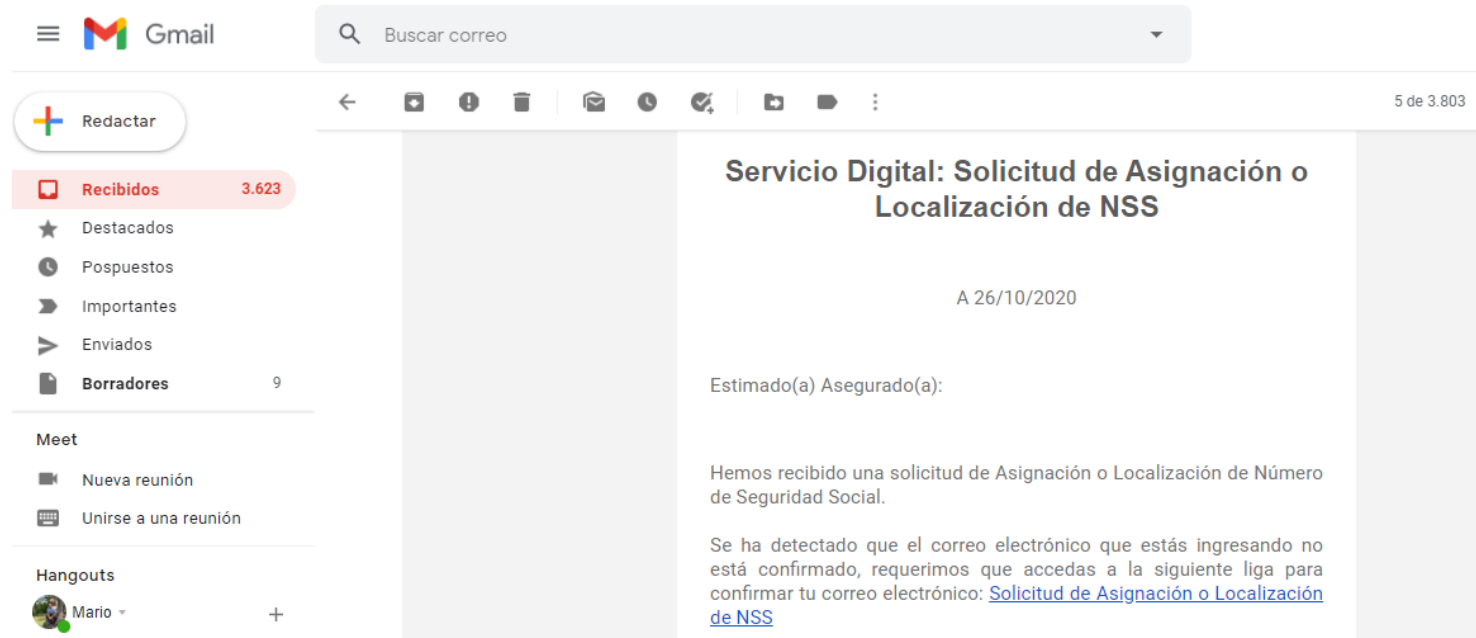 Gmail
Buscar correo
Redactar
5 de 3.803
Recibidos 3.623
Destacados
Pospuestos
Importantes
Enviados
Borradores 9
Meet
Nueva reunión
Unirse a una reunión
Hangouts
Mario
Servicio Digital: Solicitud de Asignación o
Localización de NSS
A 26/10/2020
Estimado(a) Asegurado(a):
Hemos recibido una solicitud de Asignación o Localización de Número
de Seguridad Social.
Se ha detectado que el correo electrónico que estás ingresando no
está confirmado, requerimos que accedas a la siguiente liga para
confirmar tu correo electrónico: Solicitud de Asignación o Localización
de NSS